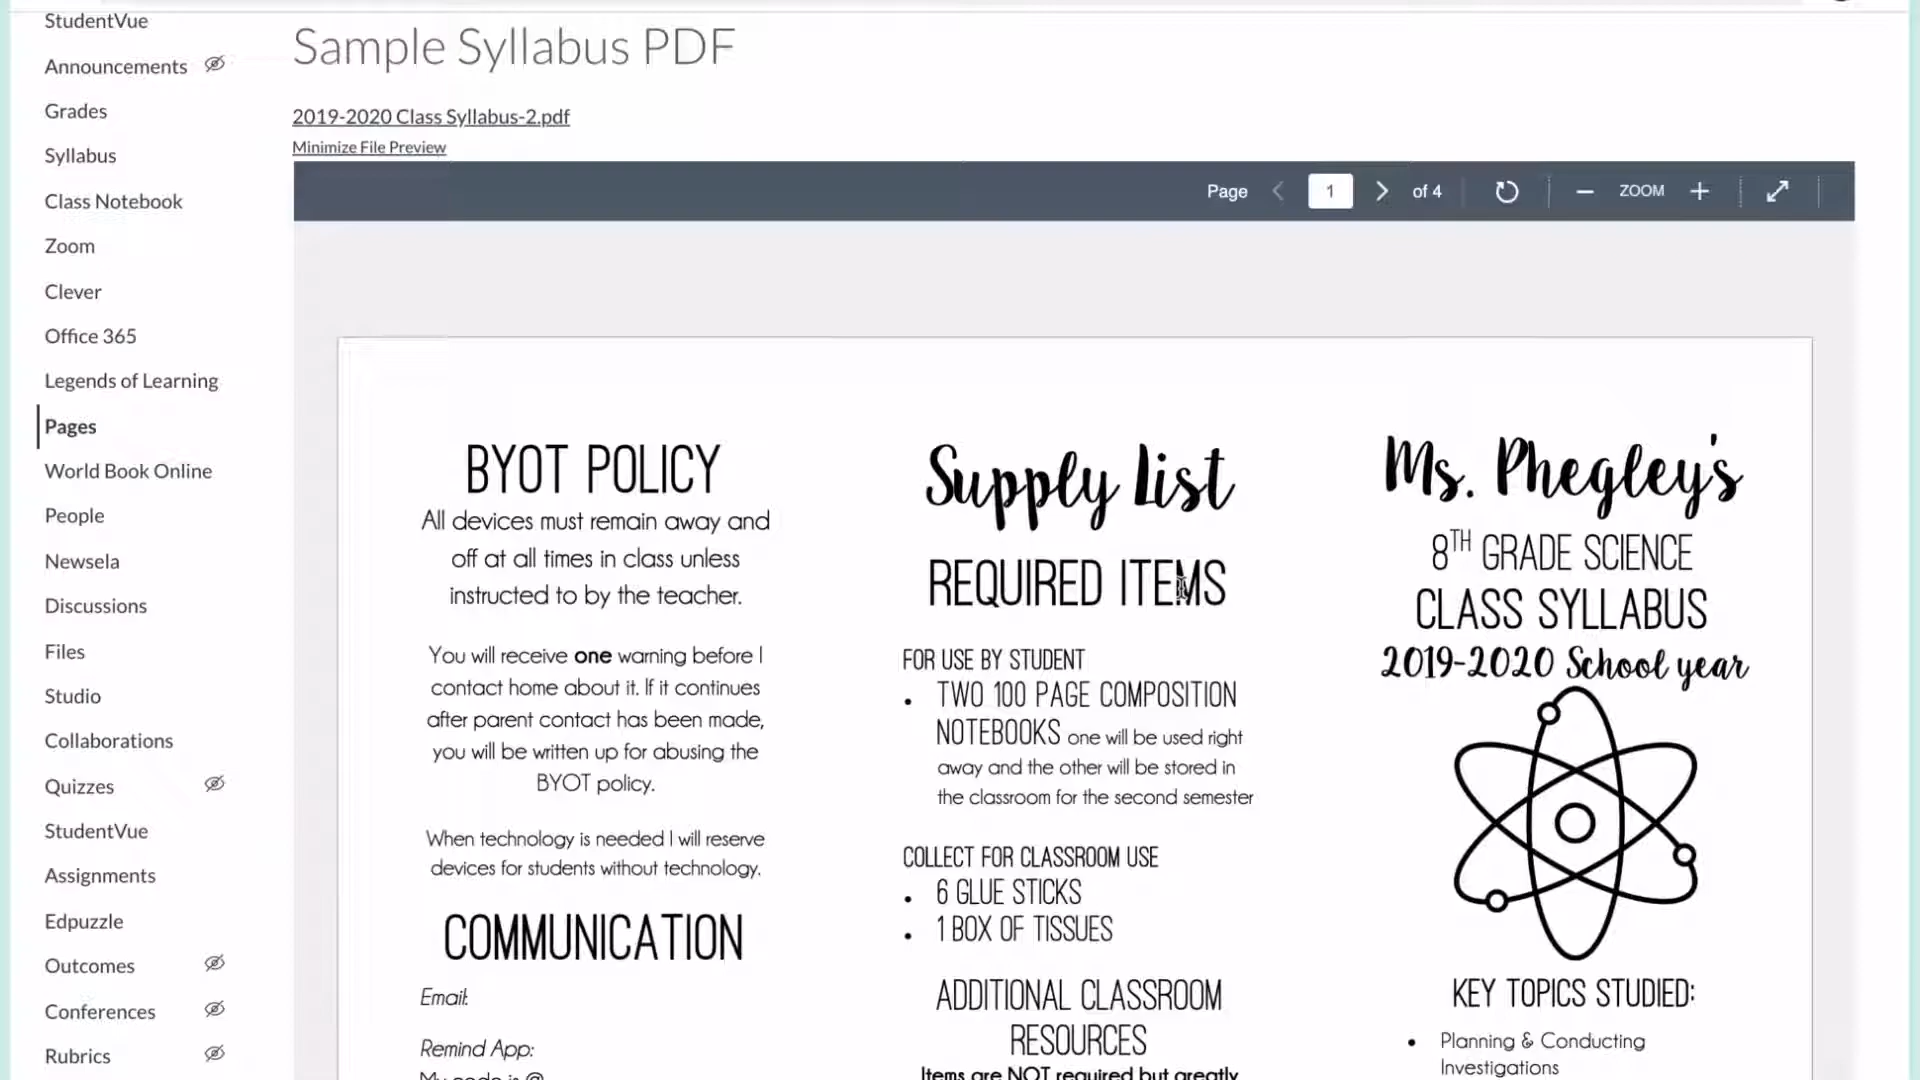 StudentVue
Announcements
Grades
Syllabus
Class Notebook
Zoom
Clever
Office 365
Legends of Learning
Pages
World Book Online
People
Newsela
Discussions
Files
Studio
Collaborations
Quizzes
StudentVue
Assignments
Edpuzzle
Outcomes
Conferences
Rubrics
Sample Syllabus PDF
2019-2020 Class Syllabus-2.pdf
Minimize File Preview
Page 1 of 4 ZOOM
BYOT POLICY
All devices must remain away and
off at all times in class unless
instructed to by the teacher.
You will receive one warning before I
contact home about it. If it continues
after parent contact has been made,
you will be written up for abusing the
BYOT policy.
When technology is needed I will reserve
devices for students without technology.
COMMUNICATION
Email:
Remind App:
My code is @
Supply List
REQUIRED ITEMS
FOR USE BY STUDENT
• TWO 100 PAGE COMPOSITION
NOTEBOOKS one will be used right
away and the other will be stored in
the classroom for the second semester
COLLECT FOR CLASSROOM USE
• 6 GLUE STICKS
• 1 BOX OF TISSUES
ADDITIONAL CLASSROOM
RESOURCES
Items are NOT required but greatly
Ms. Phegley's
8TH GRADE SCIENCE
CLASS SYLLABUS
2019-2020 School year
KEY TOPICS STUDIED:
• Planning & Conducting
Investigations